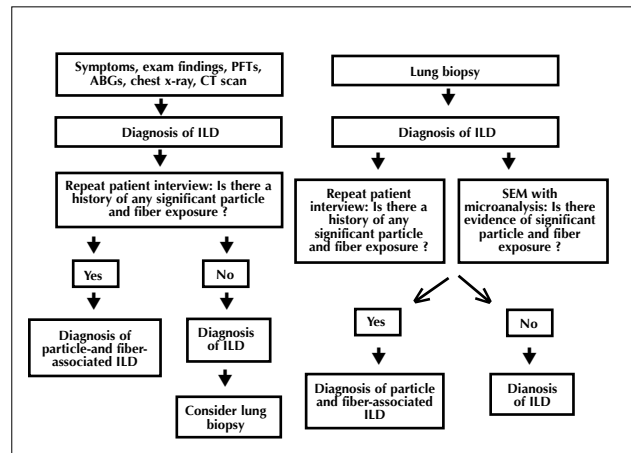 Symptoms, exam findings, PFTs,
ABGs, chest x-ray, CT scan
Diagnosis of ILD
Repeat patient interview: Is there a
history of any significant particle
and fiber exposure ?
Yes
No
Diagnosis of
particle-and fiber-
associated ILD
Diagnosis
of ILD
Consider lung
biopsy
Lung biopsy
Diagnosis of ILD
Repeat patient
interview: Is there a
history of any
significant particle
and fiber exposure ?
SEM with
microanalysis: Is there
evidence of significant
particle and fiber
exposure ?
Yes
No
Diagnosis of particle
and fiber-associated
ILD
Dianosis
of ILD